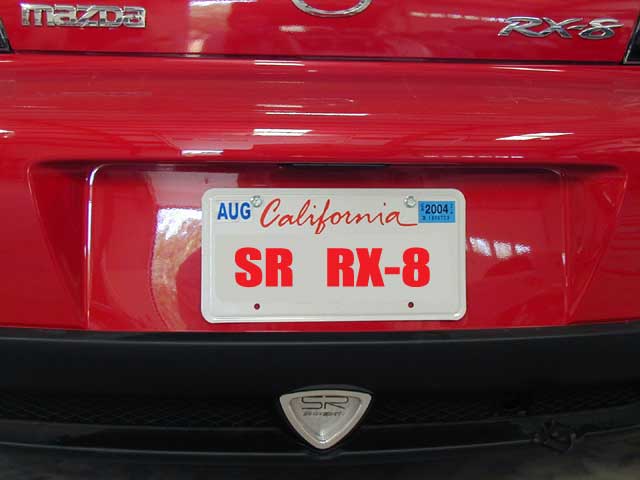 mazda RX-8
AUG California 2004
SR RX-8
SR